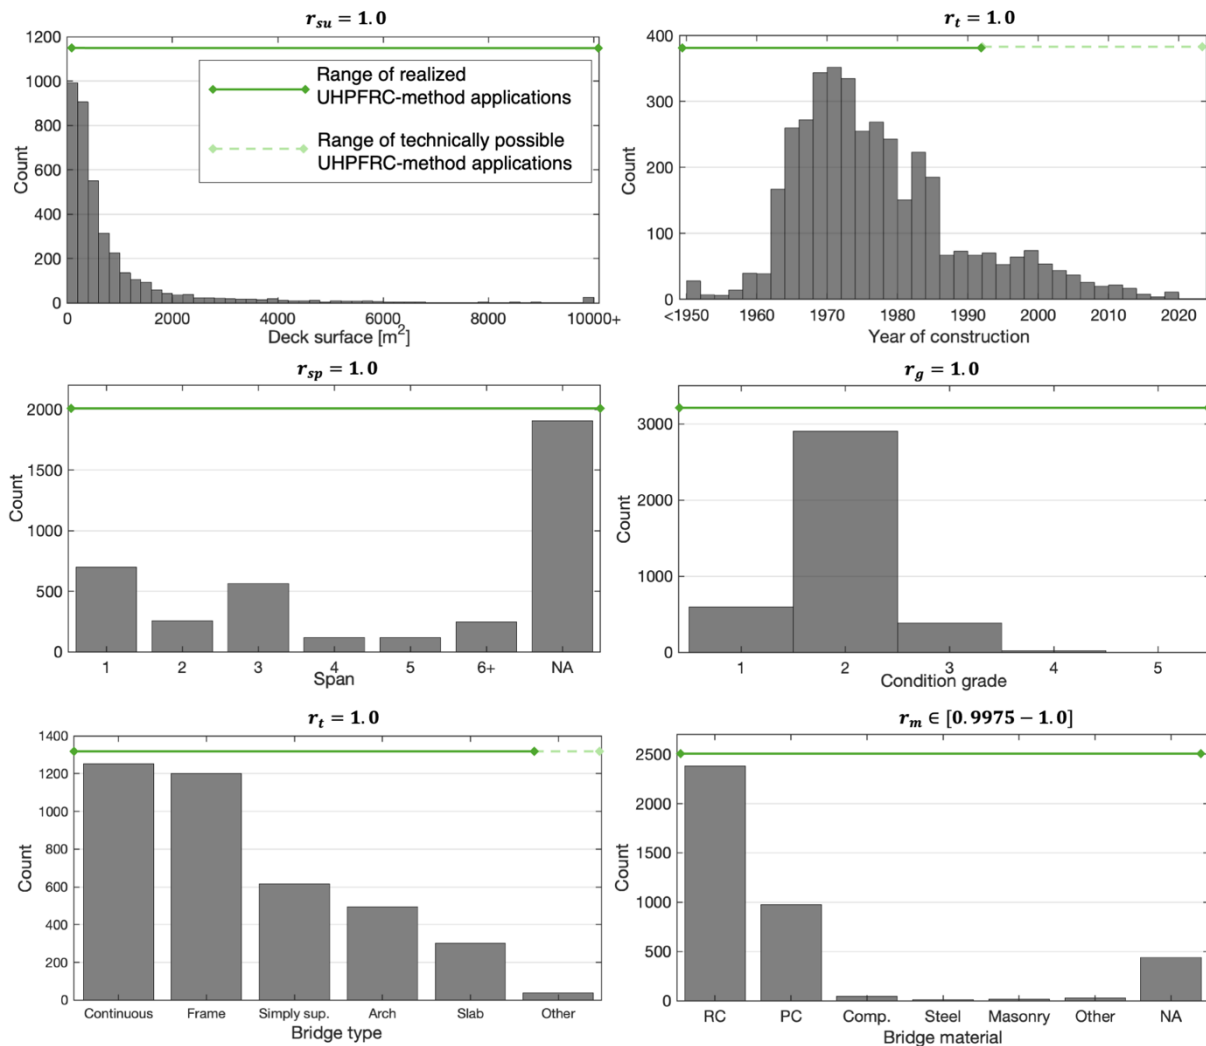 r_su = 1.0
1200
1000
800
600
400
200
0
Count
Range of realized
UHPFRC-method applications
Range of technically possible
UHPFRC-method applications
0 2000 4000 6000 8000 10000+
Deck surface [m²]
r_t = 1.0
400
300
200
100
0
Count
<1950 1960 1970 1980 1990 2000 2010 2020
Year of construction
r_sp = 1.0
2000
1500
1000
500
0
Count
1 2 3 4 5 6+ NA
Span
r_g = 1.0
3000
2000
1000
0
Count
1 2 3 4 5
Condition grade
r_t = 1.0
1400
1200
1000
800
600
400
200
0
Count
Continuous Frame Simply sup. Arch Slab Other
Bridge type
r_m ∈ [0.9975 − 1.0]
2500
2000
1500
1000
500
0
Count
RC PC Comp. Steel Masonry Other NA
Bridge material